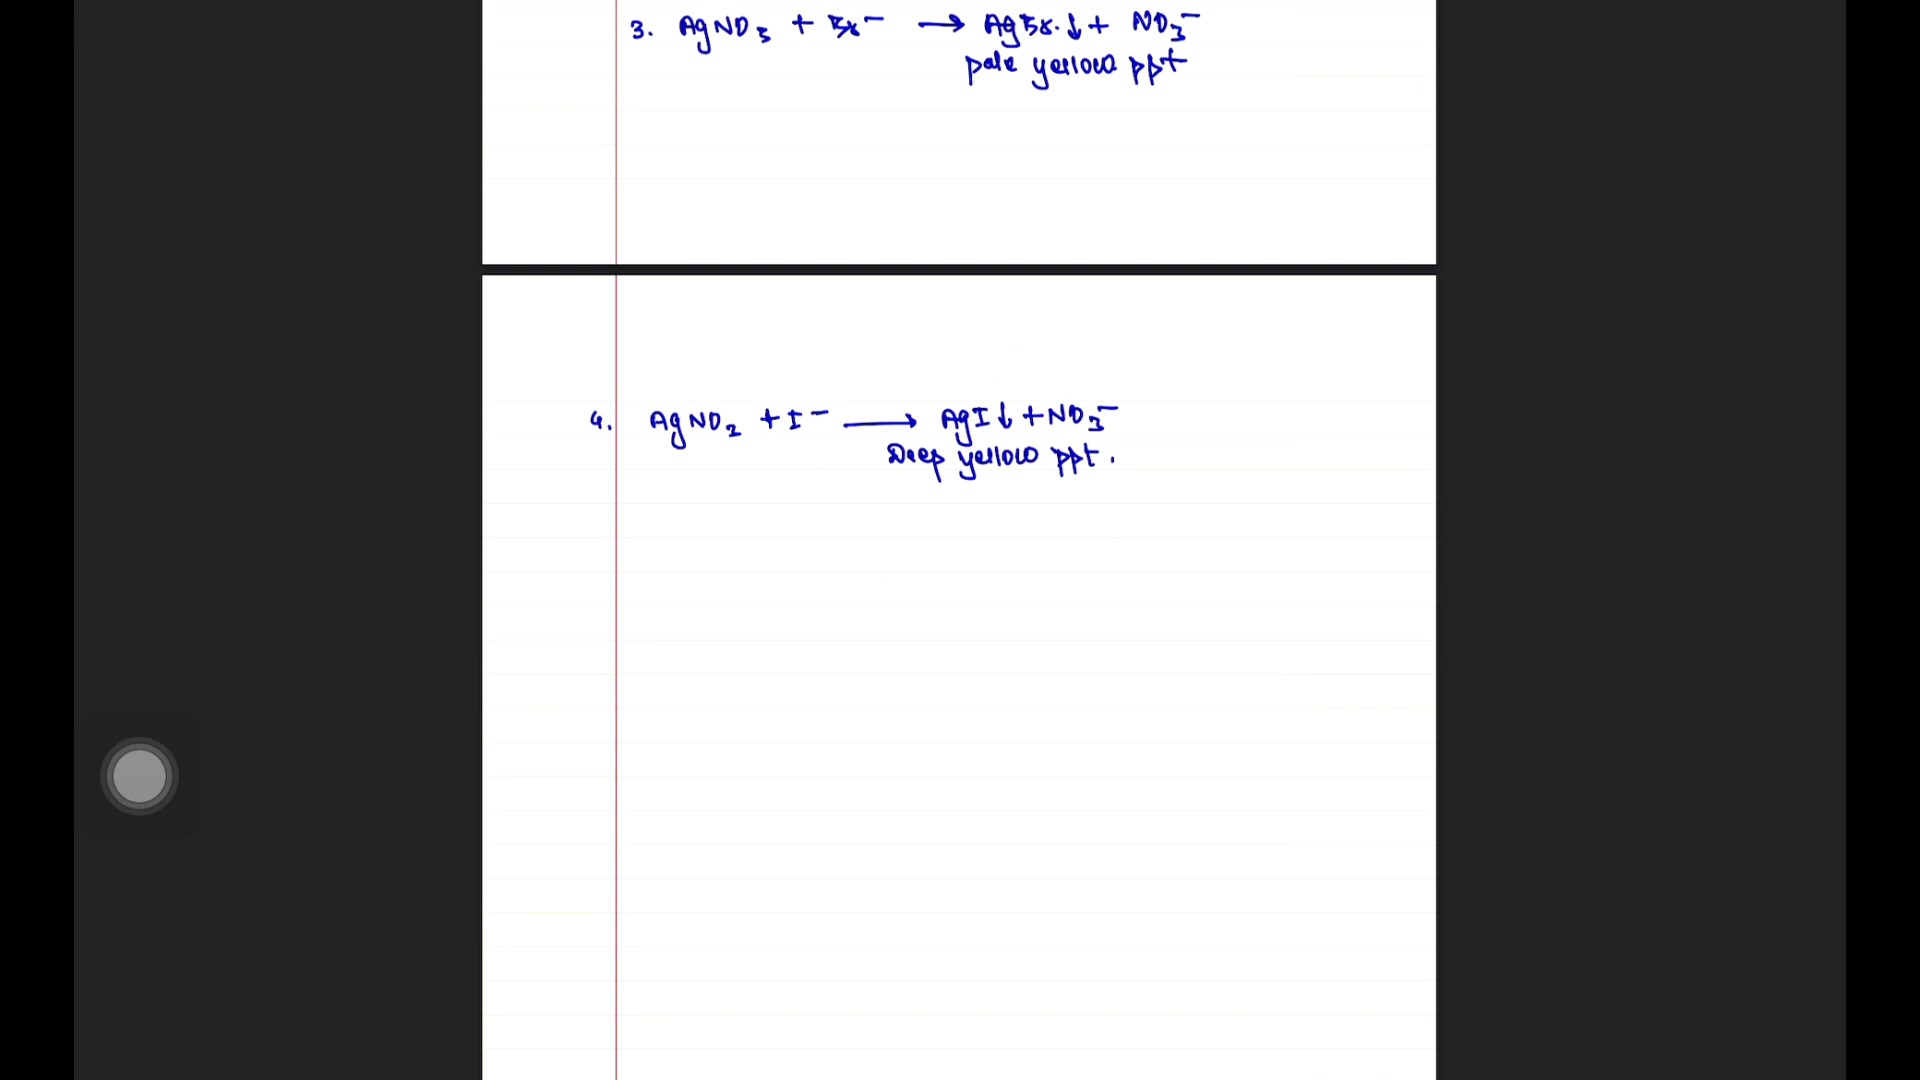 3. AgNO3 + Br⁻ → AgBr.↓ + NO3⁻
pale yellow ppt
4. AgNO2 + I⁻ → AgI↓ + NO3⁻
Deep yellow ppt.